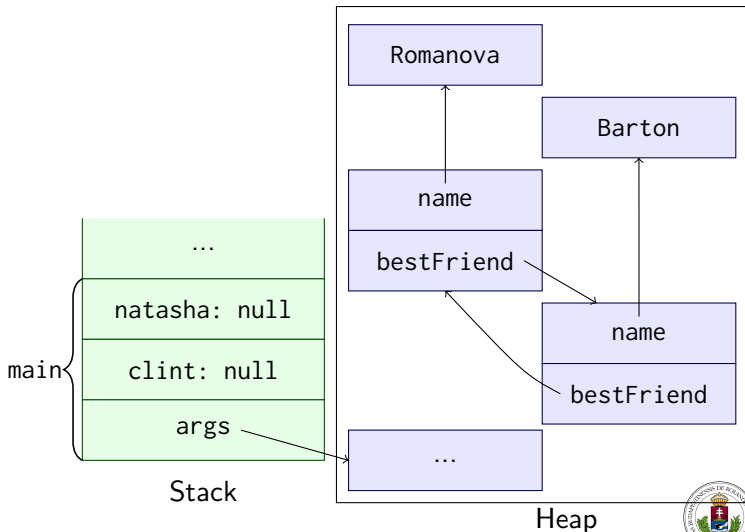 Romanova
Barton
name
bestFriend
name
bestFriend
...
natasha: null
clint: null
args
main
...
Stack
Heap